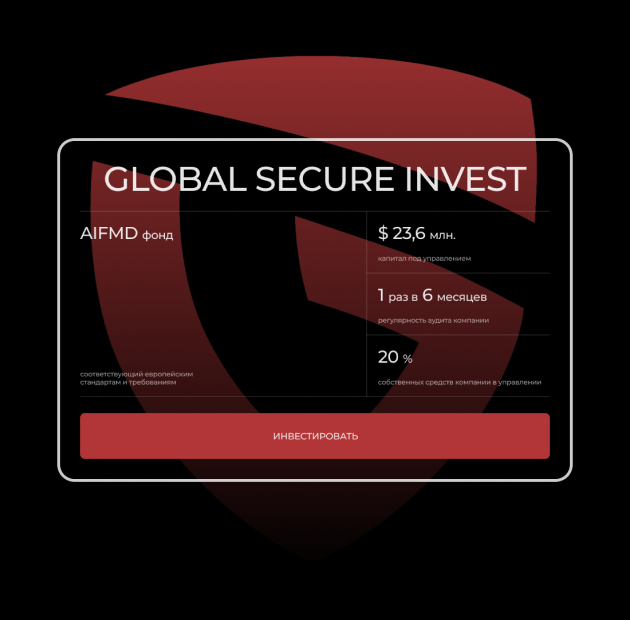 GLOBAL SECURE INVEST
AIFMD фонд
соответствующий европейским
стандартам и требованиям
$ 23,6 млн.
капитал под управлением
1 раз в 6 месяцев
регулярность аудита компании
20 %
собственных средств компании в управлении
ИНВЕСТИРОВАТЬ